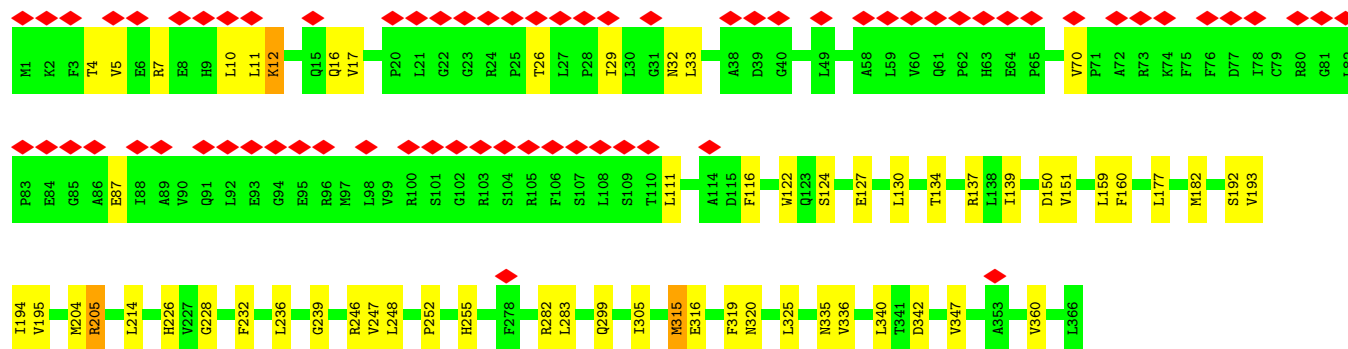 M1 K2 F3 T4 V5 E6 R7 E8 H9 L10 L11 K12 Q15 Q16 V17 P20 L21 G22 G23 R24 P25 T26 L27 P28 I29 L30 G31 N32 L33 A38 D39 G40 L49 A58 L59 V60 Q61 P62 H63 E64 P65 V70 P71 A72 R73 K74 F75 F76 D77 I78 C79 R80 G81 L82
P83 E84 G85 A86 E87 I88 A89 V90 Q91 L92 E93 G94 E95 R96 M97 L98 V99 R100 S101 G102 R103 S104 R105 F106 S107 L108 S109 T110 L111 A114 D115 F116 W122 Q123 S124 E127 L130 T134 R137 L138 I139 D150 V151 L159 F160 L177 M182 S192 V193
I194 V195 M204 R205 L214 H226 V227 G228 F232 L236 G239 R246 V247 L248 P252 H255 F278 R282 L283 Q299 I305 M315 E316 F319 N320 L325 N335 V336 L340 T341 D342 V347 A353 V360 L366